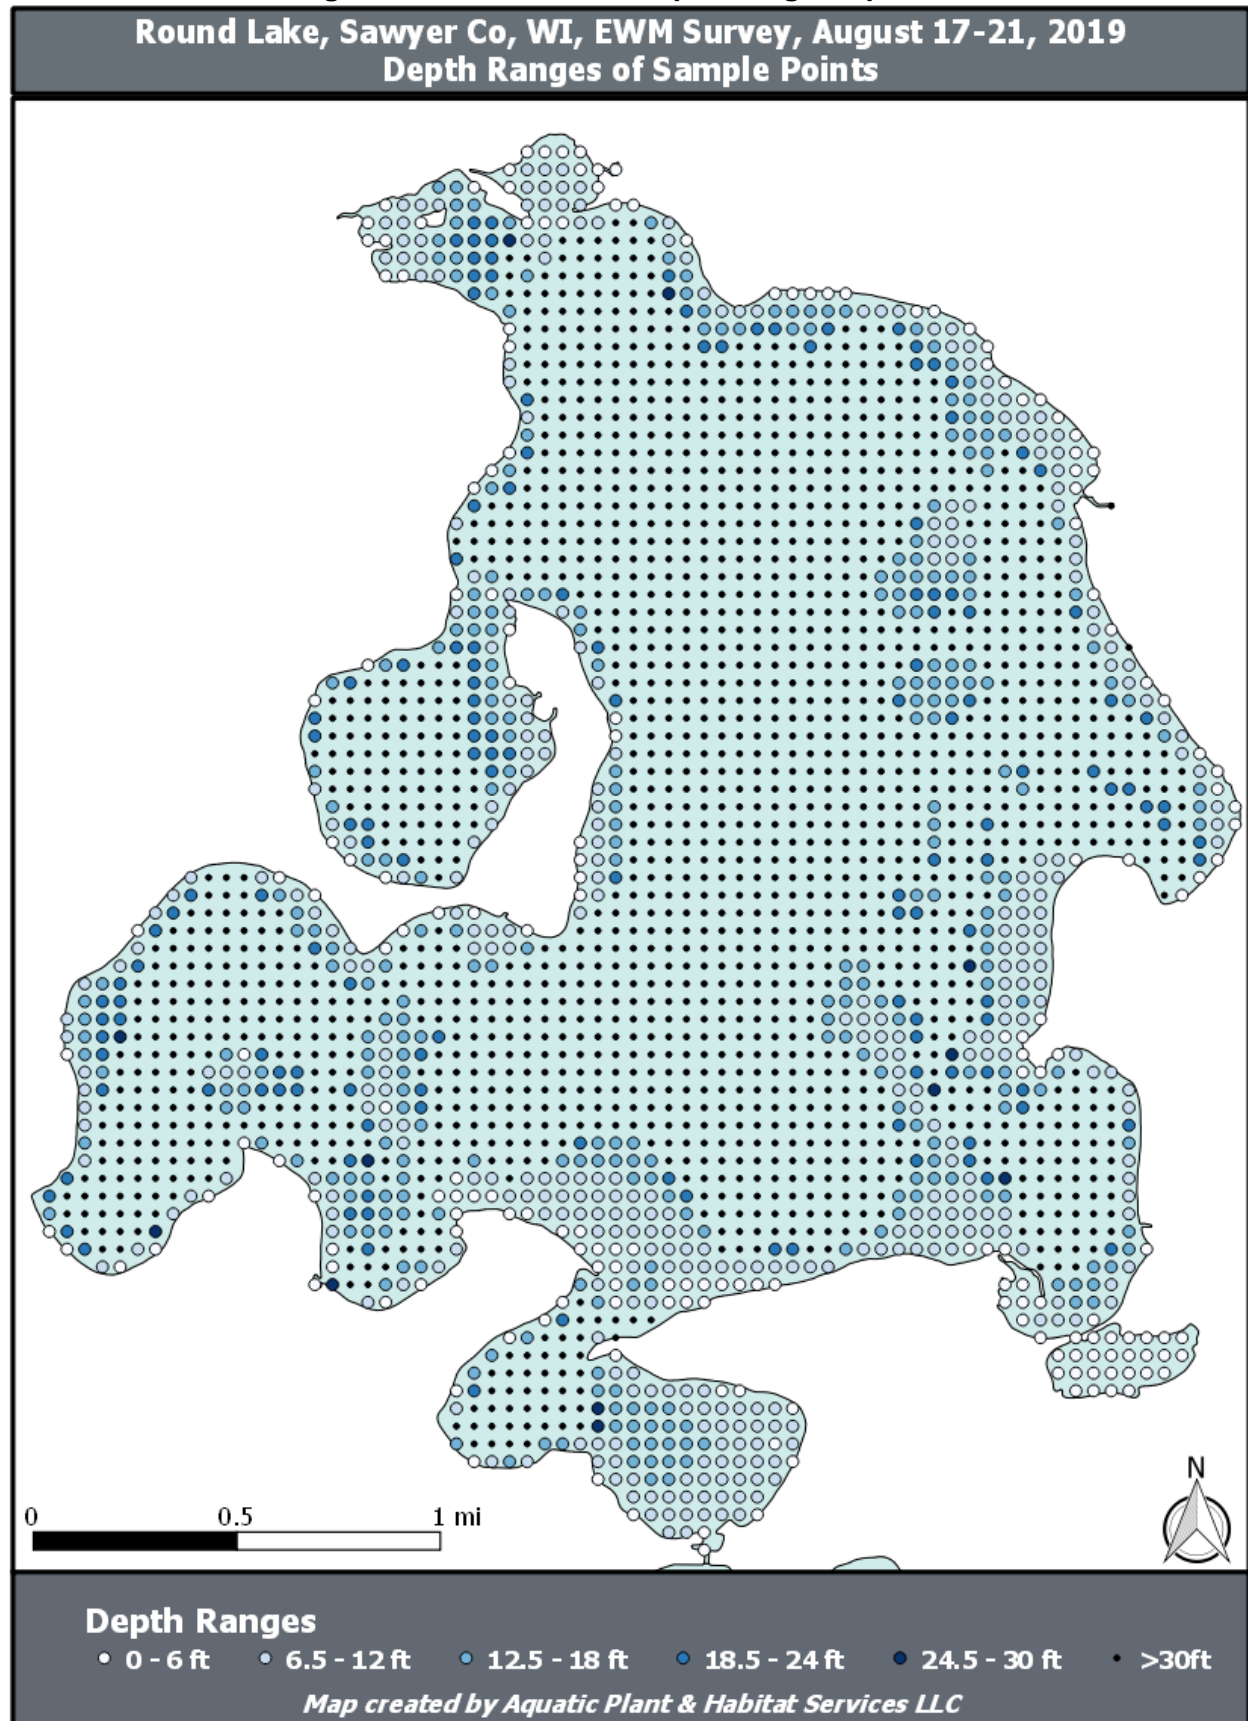 Round Lake, Sawyer Co, WI, EWM Survey, August 17-21, 2019
Depth Ranges of Sample Points
N
0 0.5 1 mi
Depth Ranges
0 - 6 ft 6.5 - 12 ft 12.5 - 18 ft 18.5 - 24 ft 24.5 - 30 ft >30ft
Map created by Aquatic Plant & Habitat Services LLC